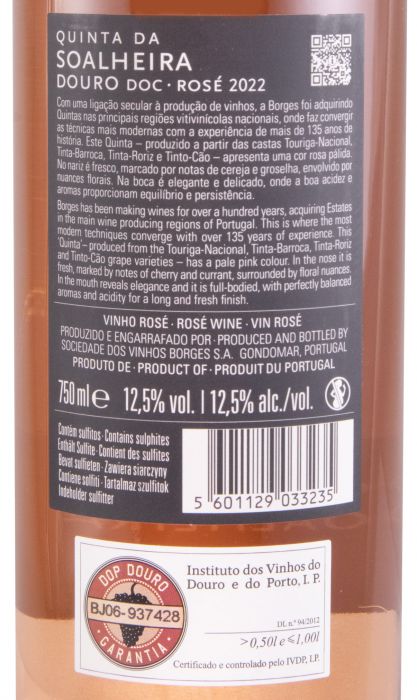 QUINTA DA
SOALHEIRA
DOURO DOC · ROSÉ 2022
Com uma ligação secular à produção de vinhos, a Borges foi adquirindo
Quintas nas principais regiões vitivinícolas nacionais, onde faz convergir
as técnicas mais modernas com a experiência de mais de 135 anos de
história. Este Quinta – produzido a partir das castas Touriga-Nacional,
Tinta-Barroca, Tinta-Roriz e Tinto-Cão – apresenta uma cor rosa pálida.
No nariz é fresco, marcado por notas de cereja e groselha, envolvido por
nuances florais. Na boca é elegante e delicado, onde a boa acidez e
aromas proporcionam equilíbrio e persistência.
Borges has been making wines for over a hundred years, acquiring Estates
in the main wine producing regions of Portugal. This is where the most
modern techniques converge with over 135 years of experience. This
'Quinta'– produced from the Touriga-Nacional, Tinta-Barroca, Tinta-Roriz
and Tinto-Cão grape varieties – has a pale pink colour. In the nose it is
fresh, marked by notes of cherry and currant, surrounded by floral nuances.
In the mouth reveals elegance and it is full-bodied, with perfectly balanced
aromas and acidity for a long and fresh finish.
VINHO ROSÉ · ROSÉ WINE · VIN ROSÉ
PRODUZIDO E ENGARRAFADO POR · PRODUCED AND BOTTLED BY
SOCIEDADE DOS VINHOS BORGES S.A. GONDOMAR, PORTUGAL
PRODUTO DE · PRODUCT OF · PRODUIT DU PORTUGAL
750 ml e 12,5% vol. | 12,5% alc./vol.
Contém sulfitos · Contains sulphites
Enthält Sulfite · Contient des sulfites
Bevat sulfieten · Zawiera siarczyny
Contiene solfiti · Tartalmaz szulfitok
Indeholder sulfitter
5 601129 033235
DOP DOURO
BJ06- 937428
GARANTIA
Instituto dos Vinhos do
Douro e do Porto, I. P.
DL n.º 94/2012
>0,50l e ≤1,00l
Certificado e controlado pelo IVDP, I.P.